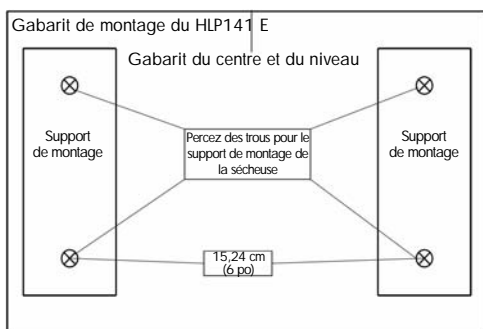 Gabarit de montage du HLP141 E
Gabarit du centre et du niveau
Support
de montage
Percez des trous pour le
support de montage de
la sécheuse
Support
de montage
15,24 cm
(6 po)